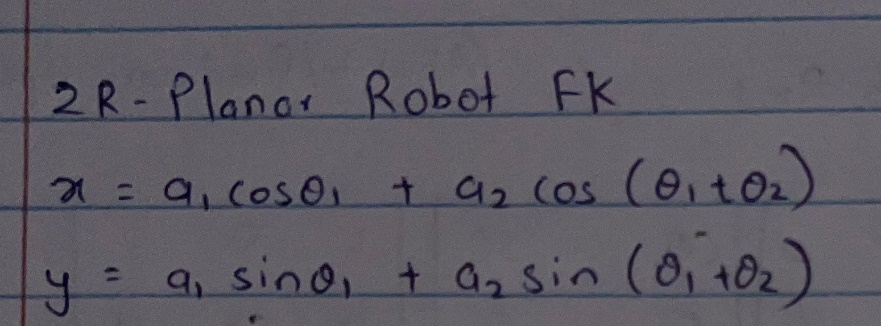 2R-Planar Robot FK
x = a₁ cosθ₁ + a₂ cos (θ₁+θ₂)
y = a₁ sinθ₁ + a₂ sin (θ₁+θ₂)